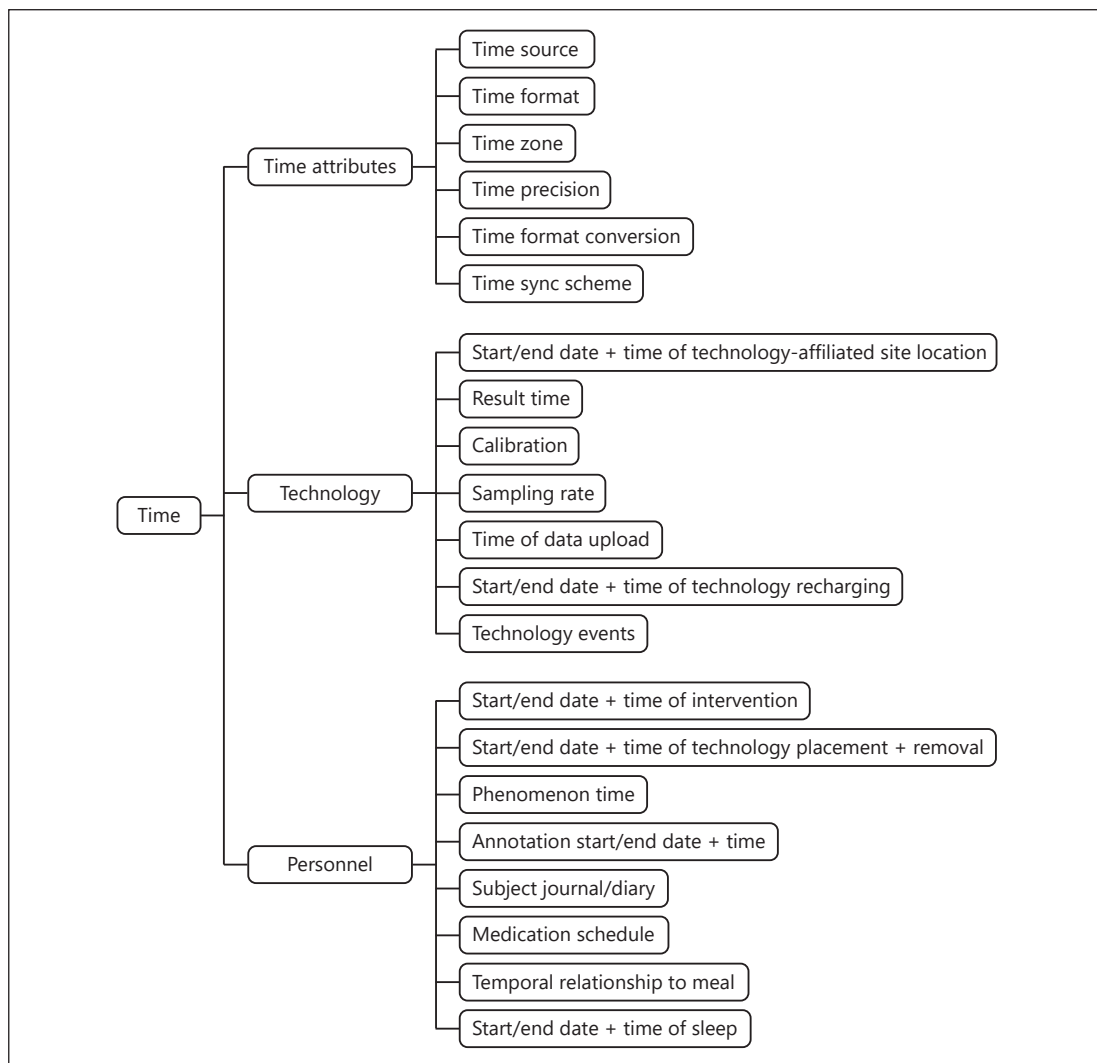 Time
Time attributes
Time source
Time format
Time zone
Time precision
Time format conversion
Time sync scheme
Technology
Start/end date + time of technology-affiliated site location
Result time
Calibration
Sampling rate
Time of data upload
Start/end date + time of technology recharging
Technology events
Personnel
Start/end date + time of intervention
Start/end date + time of technology placement + removal
Phenomenon time
Annotation start/end date + time
Subject journal/diary
Medication schedule
Temporal relationship to meal
Start/end date + time of sleep